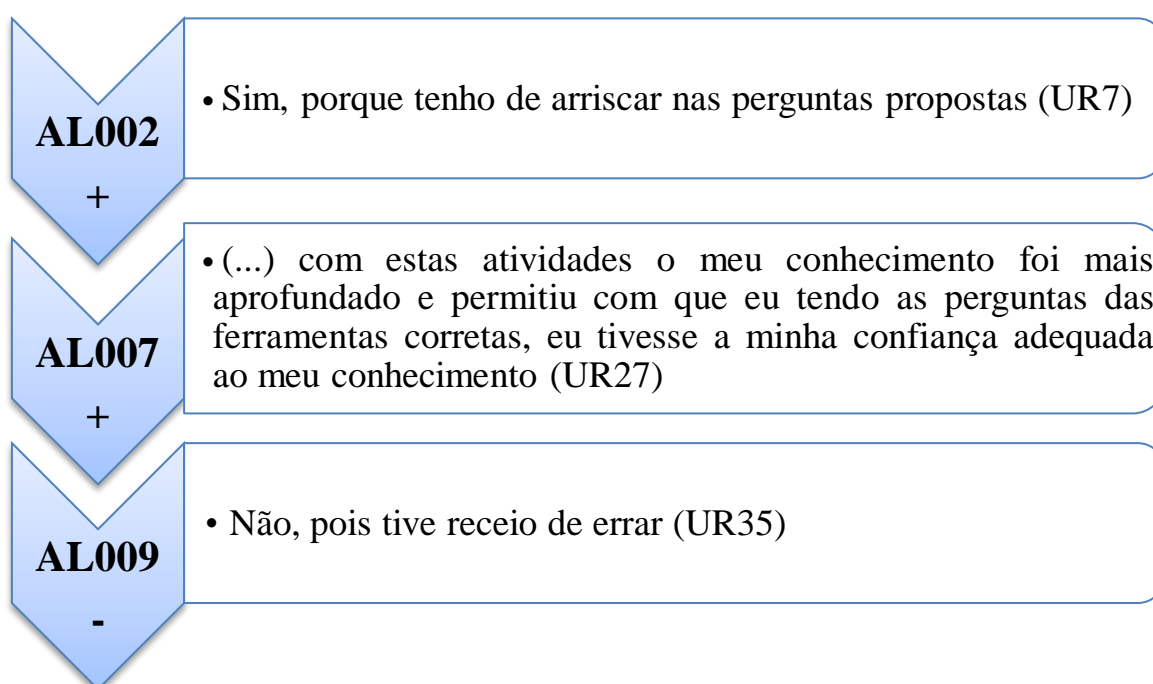 AL002
+
• Sim, porque tenho de arriscar nas perguntas propostas (UR7)
AL007
+
• (...) com estas atividades o meu conhecimento foi mais
aprofundado e permitiu com que eu tendo as perguntas das
ferramentas corretas, eu tivesse a minha confiança adequada
ao meu conhecimento (UR27)
AL009
-
• Não, pois tive receio de errar (UR35)